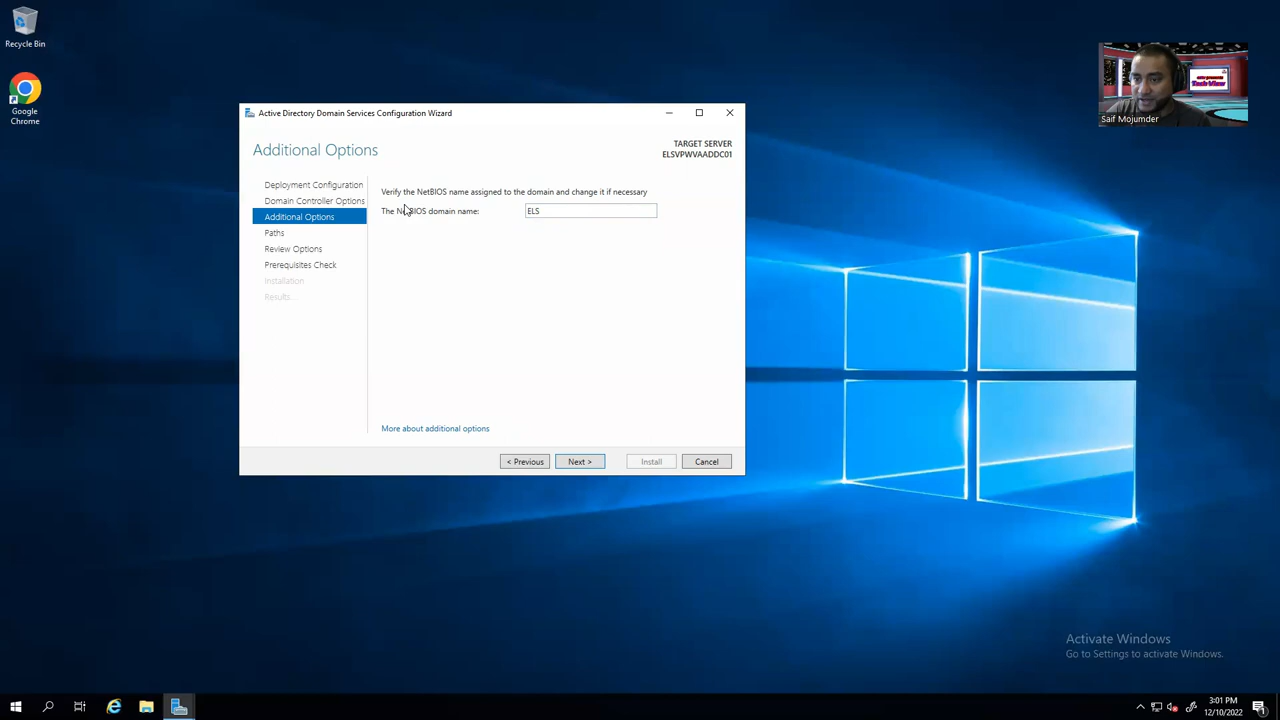 Recycle Bin
Google
Chrome
Active Directory Domain Services Configuration Wizard
Additional Options
TARGET SERVER
ELSVPWVAADDC01
Deployment Configuration
Domain Controller Options
Additional Options
Paths
Review Options
Prerequisites Check
Installation
Results
Verify the NetBIOS name assigned to the domain and change it if necessary
The NetBIOS domain name:
ELS
More about additional options
< Previous
Next >
Install
Cancel
Saif Mojumder
Activate Windows
Go to Settings to activate Windows.
3:01 PM
12/10/2022